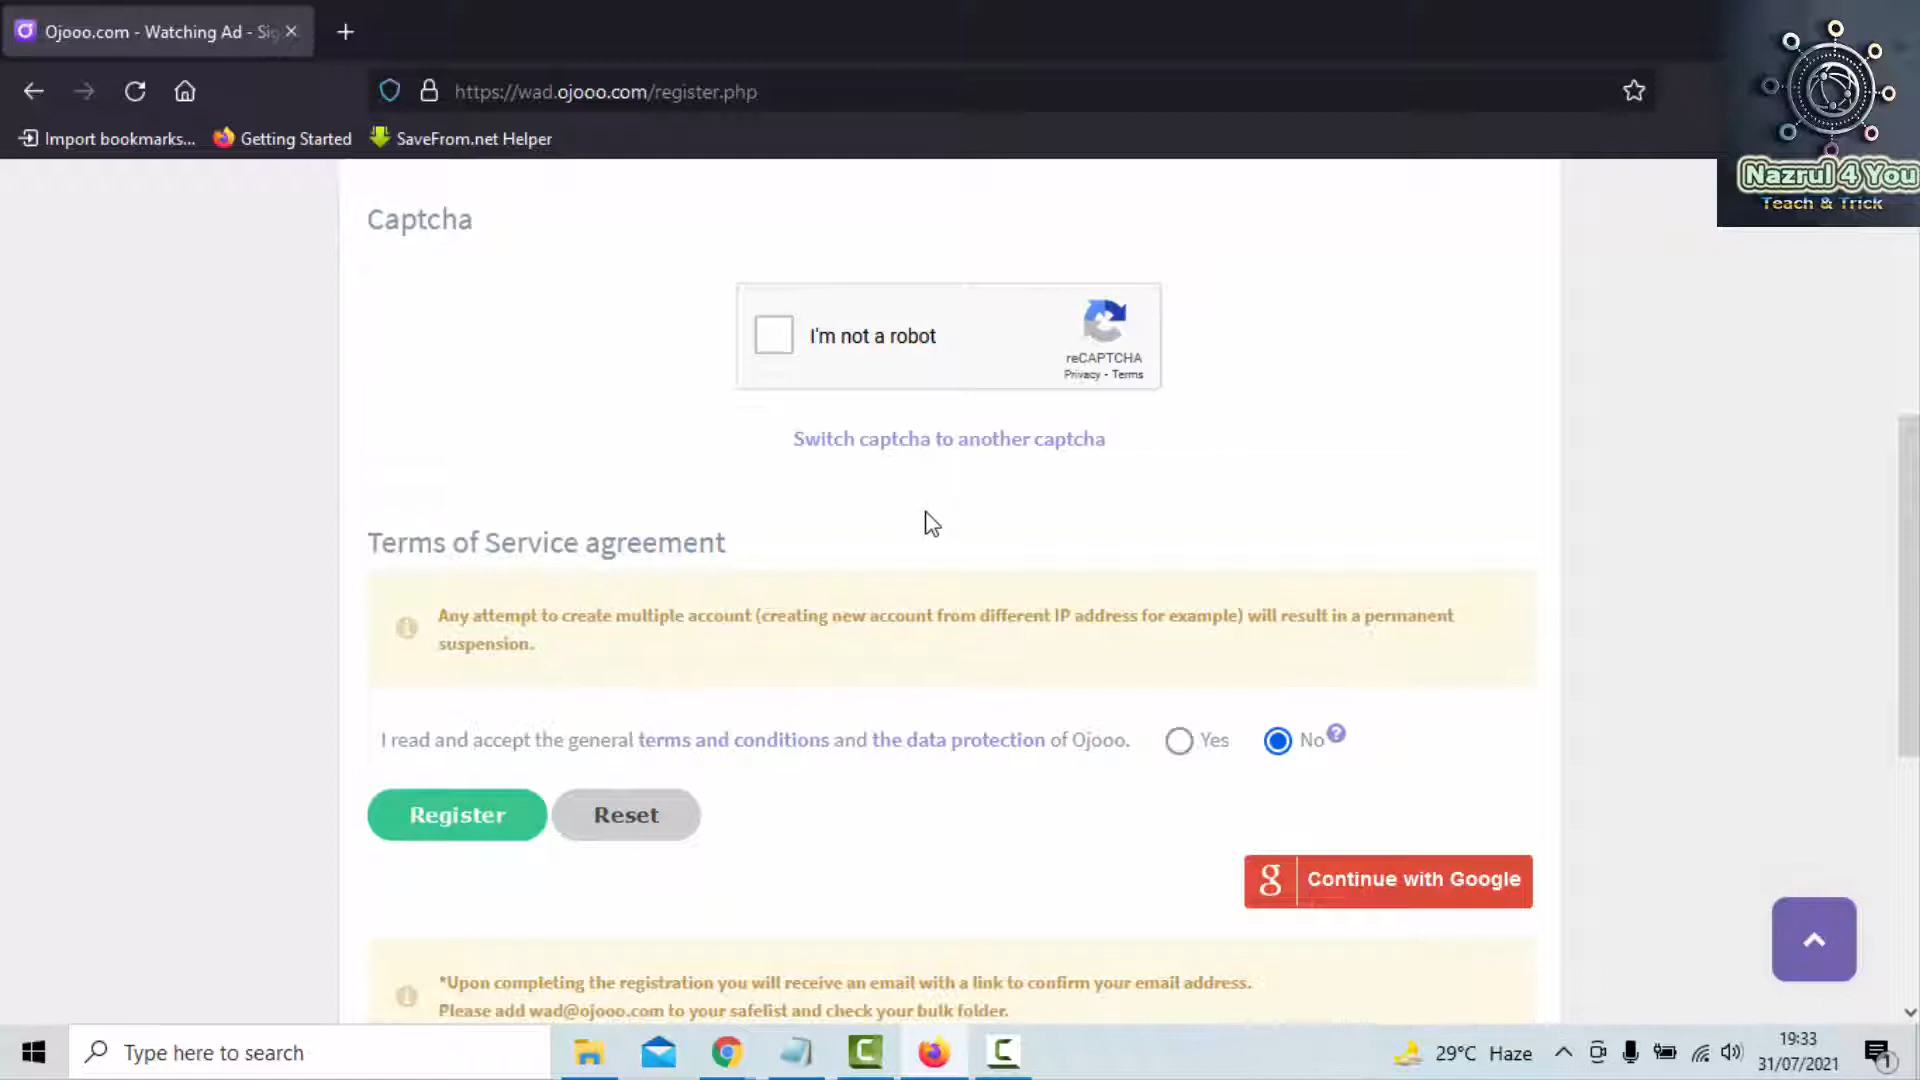 Ojooo.com - Watching Ad - Sig
https://wad.ojooo.com/register.php
Import bookmarks...
Getting Started
SaveFrom.net Helper
Nazrul 4 You
Teach & Trick
Captcha
I'm not a robot
reCAPTCHA
Privacy - Terms
Switch captcha to another captcha
Terms of Service agreement
Any attempt to create multiple account (creating new account from different IP address for example) will result in a permanent
suspension.
I read and accept the general terms and conditions and the data protection of Ojooo.
Yes
No
?
Register
Reset
g
Continue with Google
*Upon completing the registration you will receive an email with a link to confirm your email address.
Please add wad@ojooo.com to your safelist and check your bulk folder.
Type here to search
29°C Haze
19:33
31/07/2021
1